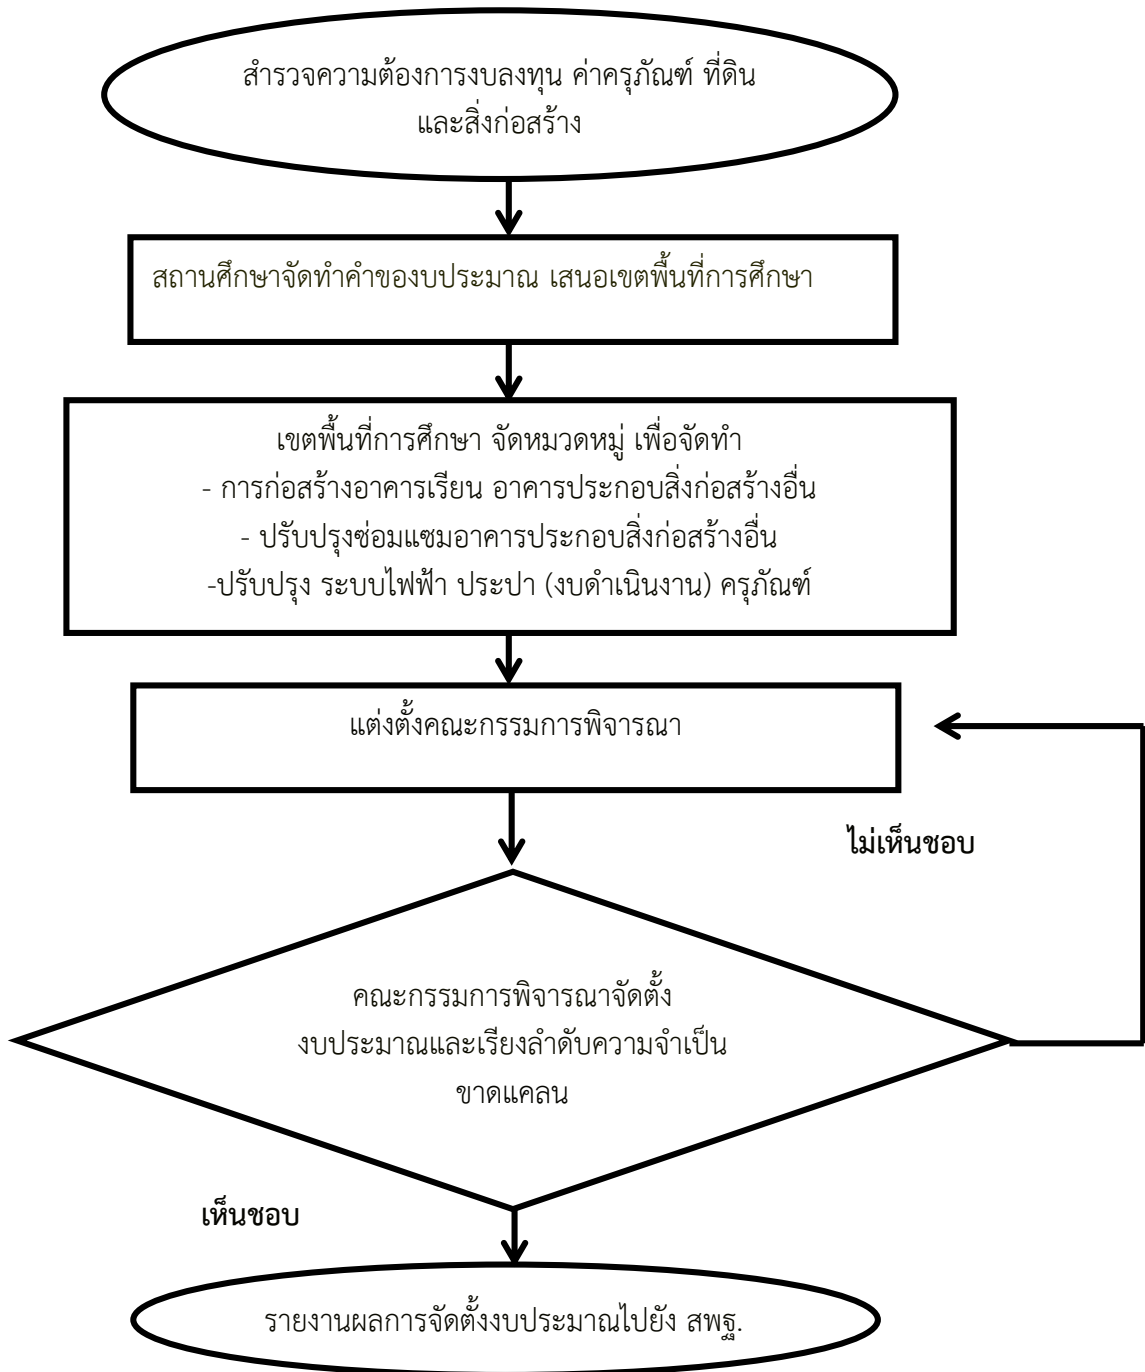 สำรวจความต้องการงบลงทุน ค่าครุภัณฑ์ ที่ดิน
และสิ่งก่อสร้าง
สถานศึกษาจัดทำคำของบประมาณ เสนอเขตพื้นที่การศึกษา
เขตพื้นที่การศึกษา จัดหมวดหมู่ เพื่อจัดทำ
- การก่อสร้างอาคารเรียน อาคารประกอบสิ่งก่อสร้างอื่น
- ปรับปรุงซ่อมแซมอาคารประกอบสิ่งก่อสร้างอื่น
-ปรับปรุง ระบบไฟฟ้า ประปา (งบดำเนินงาน) ครุภัณฑ์
แต่งตั้งคณะกรรมการพิจารณา
ไม่เห็นชอบ
คณะกรรมการพิจารณาจัดตั้ง
งบประมาณและเรียงลำดับความจำเป็น
ขาดแคลน
เห็นชอบ
รายงานผลการจัดตั้งงบประมาณไปยัง สพฐ.